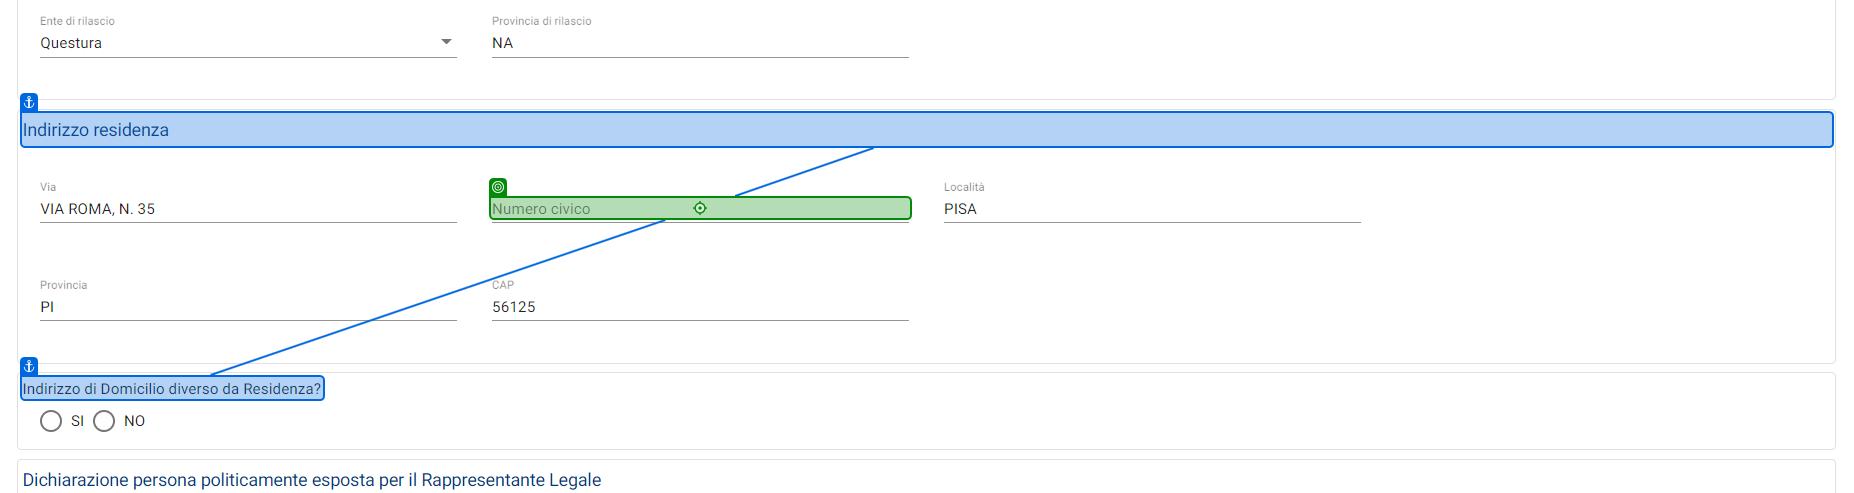 Ente di rilascio
Provincia di rilascio
Questura
NA
Indirizzo residenza
Via
VIA ROMA, N. 35
Numero civico
Località
PISA
Provincia
PI
CAP
56125
Indirizzo di Domicilio diverso da Residenza?
SI
NO
Dichiarazione persona politicamente esposta per il Rappresentante Legale